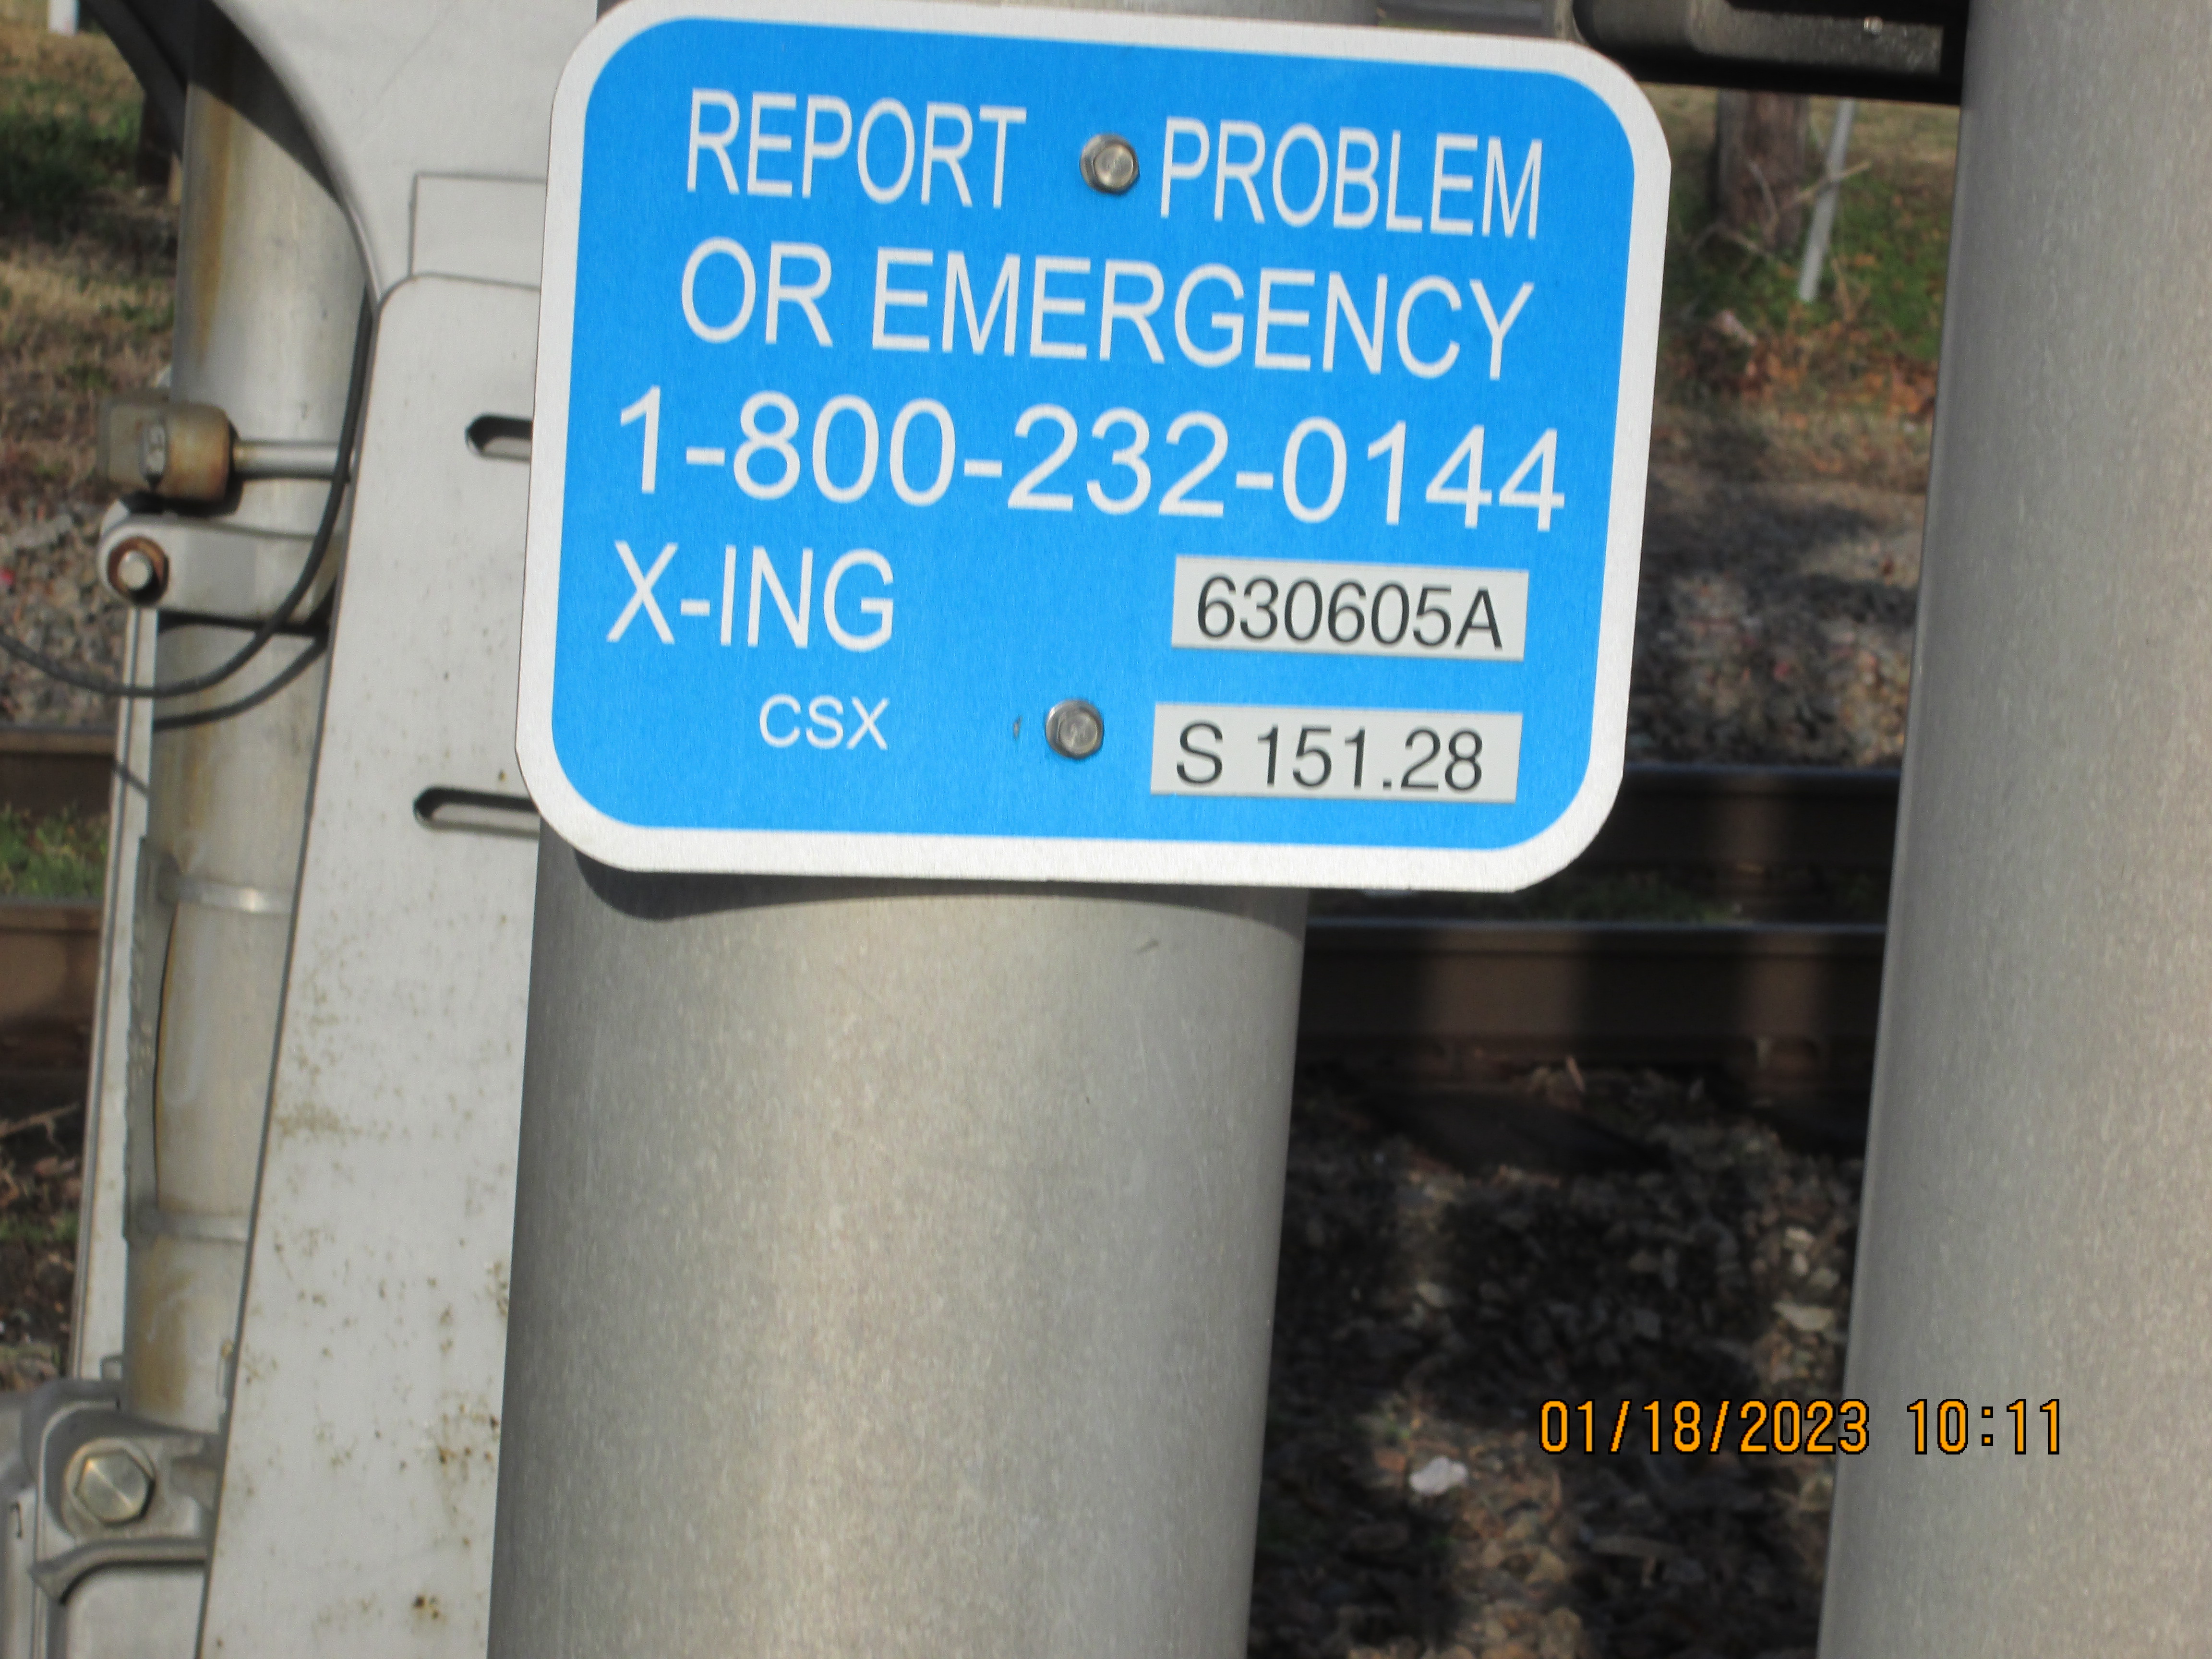 REPORT PROBLEM
OR EMERGENCY
1-800-232-0144
X-ING 630605A
CSX S 151.28
01/18/2023 10:11